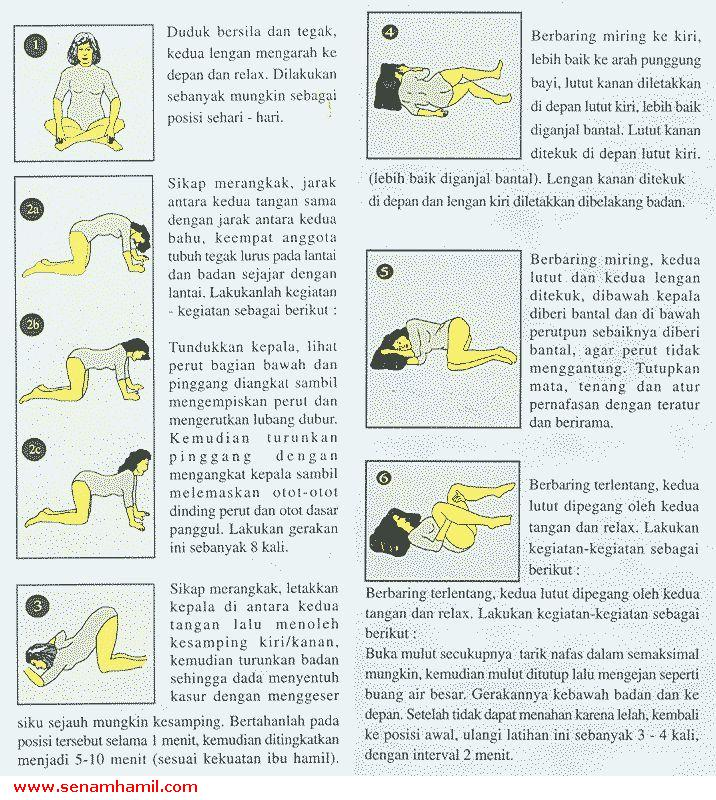 1
Duduk bersila dan tegak,
kedua lengan mengarah ke
depan dan relax. Dilakukan
sebanyak mungkin sebagai
posisi sehari - hari.
2a
2b
2c
Sikap merangkak, jarak
antara kedua tangan sama
dengan jarak antara kedua
bahu, keempat anggota
tubuh tegak lurus pada lantai
dan badan sejajar dengan
lantai. Lakukanlah kegiatan
- kegiatan sebagai berikut :
Tundukkan kepala, lihat
perut bagian bawah dan
pinggang diangkat sambil
mengempiskan perut dan
mengerutkan lubang dubur.
Kemudian turunkan
pinggang dengan
mengangkat kepala sambil
melemaskan otot-otot
dinding perut dan otot dasar
panggul. Lakukan gerakan
ini sebanyak 8 kali.
3
Sikap merangkak, letakkan
kepala di antara kedua
tangan lalu menoleh
kesamping kiri/kanan,
kemudian turunkan badan
sehingga dada menyentuh
kasur dengan menggeser
siku sejauh mungkin kesamping. Bertahanlah pada
posisi tersebut selama 1 menit, kemudian ditingkatkan
menjadi 5-10 menit (sesuai kekuatan ibu hamil).
4
Berbaring miring ke kiri,
lebih baik ke arah punggung
bayi, lutut kanan diletakkan
di depan lutut kiri, lebih baik
diganjal bantal. Lutut kanan
ditekuk di depan lutut kiri.
(lebih baik diganjal bantal). Lengan kanan ditekuk
di depan dan lengan kiri diletakkan dibelakang badan.
5
Berbaring miring, kedua
lutut dan kedua lengan
ditekuk, dibawah kepala
diberi bantal dan di bawah
perutpun sebaiknya diberi
bantal, agar perut tidak
menggantung. Tutupkan
mata, tenang dan atur
pernafasan dengan teratur
dan berirama.
6
Berbaring terlentang, kedua
lutut dipegang oleh kedua
tangan dan relax. Lakukan
kegiatan-kegiatan sebagai
berikut :
Berbaring terlentang, kedua lutut dipegang oleh kedua
tangan dan relax. Lakukan kegiatan-kegiatan sebagai
berikut :
Buka mulut secukupnya tarik nafas dalam semaksimal
mungkin, kemudian mulut ditutup lalu mengejan seperti
buang air besar. Gerakannya kebawah badan dan ke
depan. Setelah tidak dapat menahan karena lelah, kembali
ke posisi awal, ulangi latihan ini sebanyak 3 - 4 kali,
dengan interval 2 menit.
www.senamhamil.com